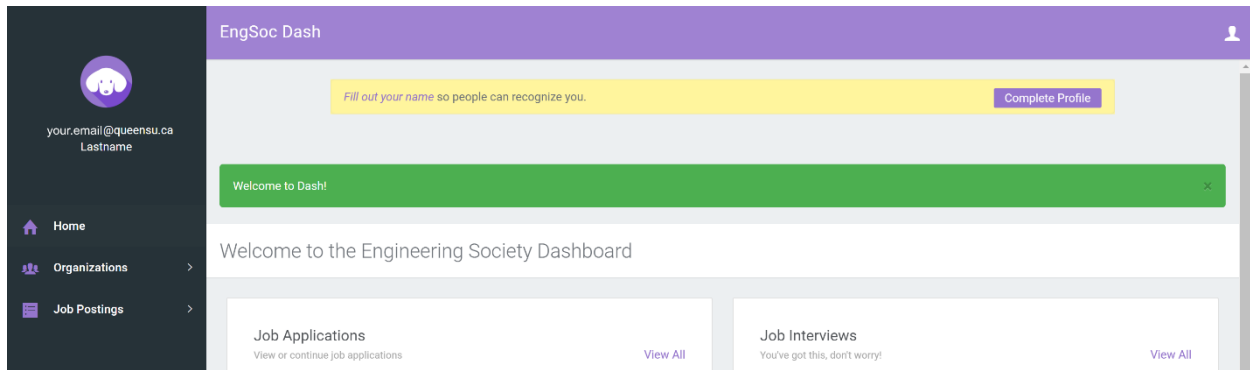 EngSoc Dash
your.email@queensu.ca
Lastname
Home
Organizations
Job Postings
Fill out your name so people can recognize you.
Complete Profile
Welcome to Dash!
×
Welcome to the Engineering Society Dashboard
Job Applications
View or continue job applications
View All
Job Interviews
You've got this, don't worry!
View All